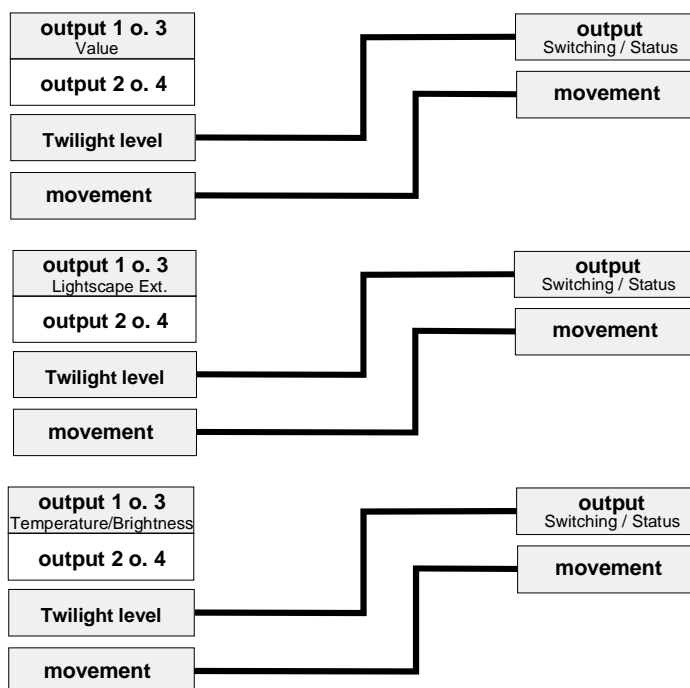 output 1 o. 3
Value
output 2 o. 4
Twilight level
movement
output
Switching / Status
movement
output 1 o. 3
Lightscape Ext.
output 2 o. 4
Twilight level
movement
output
Switching / Status
movement
output 1 o. 3
Temperature/Brightness
output 2 o. 4
Twilight level
movement
output
Switching / Status
movement